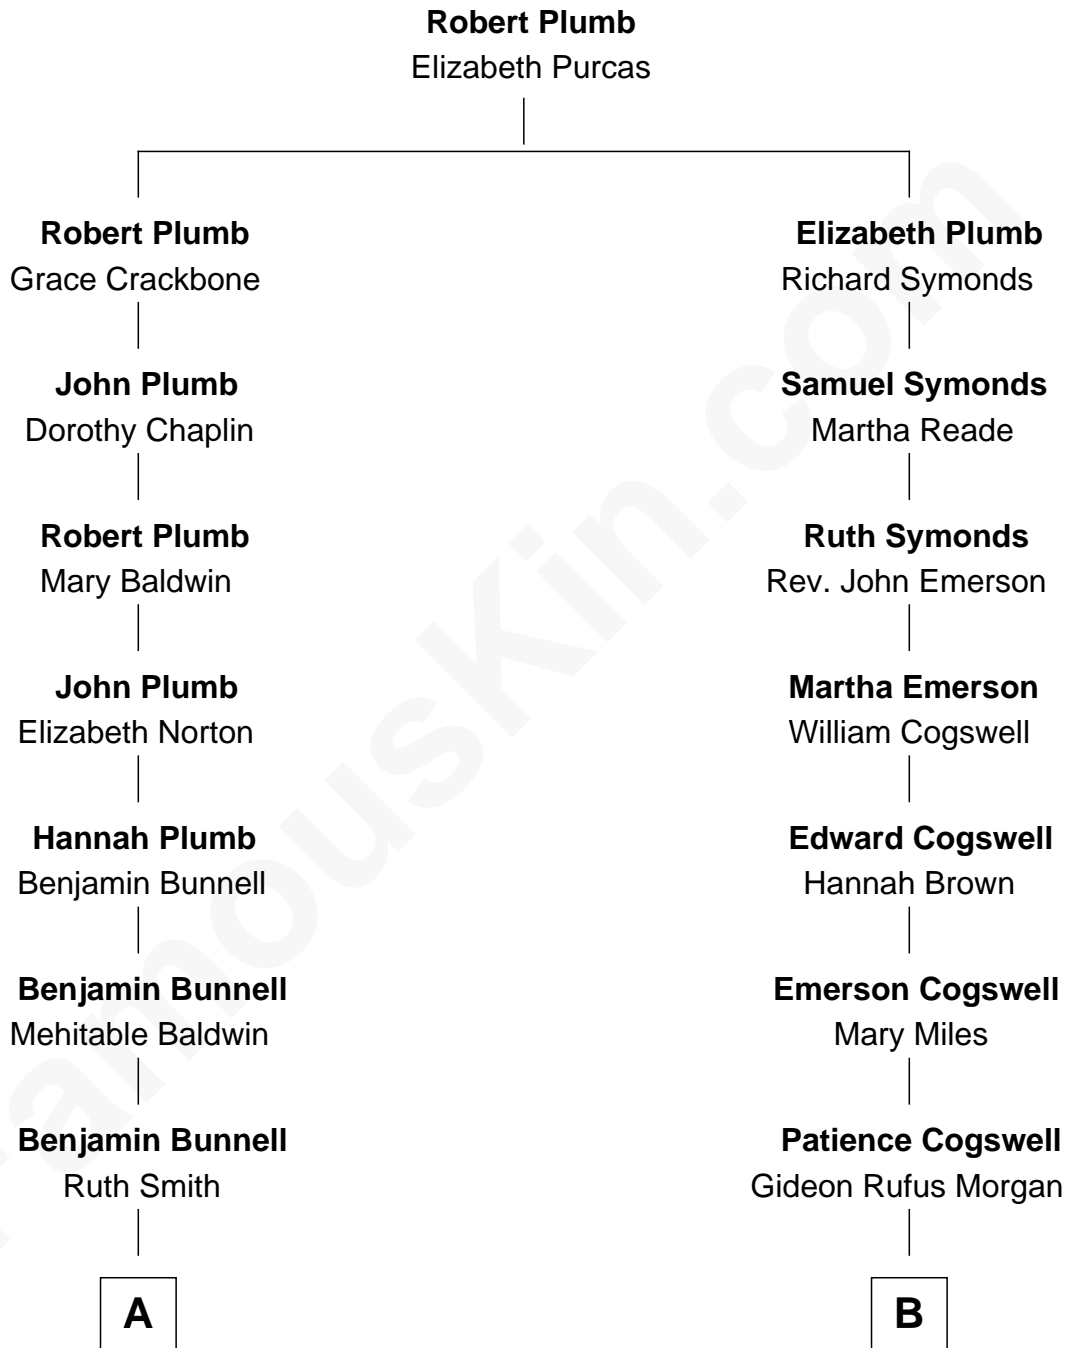 Robert Plumb
Elizabeth Purcas
Robert Plumb
Grace Crackbone
Elizabeth Plumb
Richard Symonds
John Plumb
Dorothy Chaplin
Samuel Symonds
Martha Reade
Robert Plumb
Mary Baldwin
Ruth Symonds
Rev. John Emerson
John Plumb
Elizabeth Norton
Martha Emerson
William Cogswell
Hannah Plumb
Benjamin Bunnell
Edward Cogswell
Hannah Brown
Benjamin Bunnell
Mehitable Baldwin
Emerson Cogswell
Mary Miles
Benjamin Bunnell
Ruth Smith
Patience Cogswell
Gideon Rufus Morgan
A
B
FamousKin.com